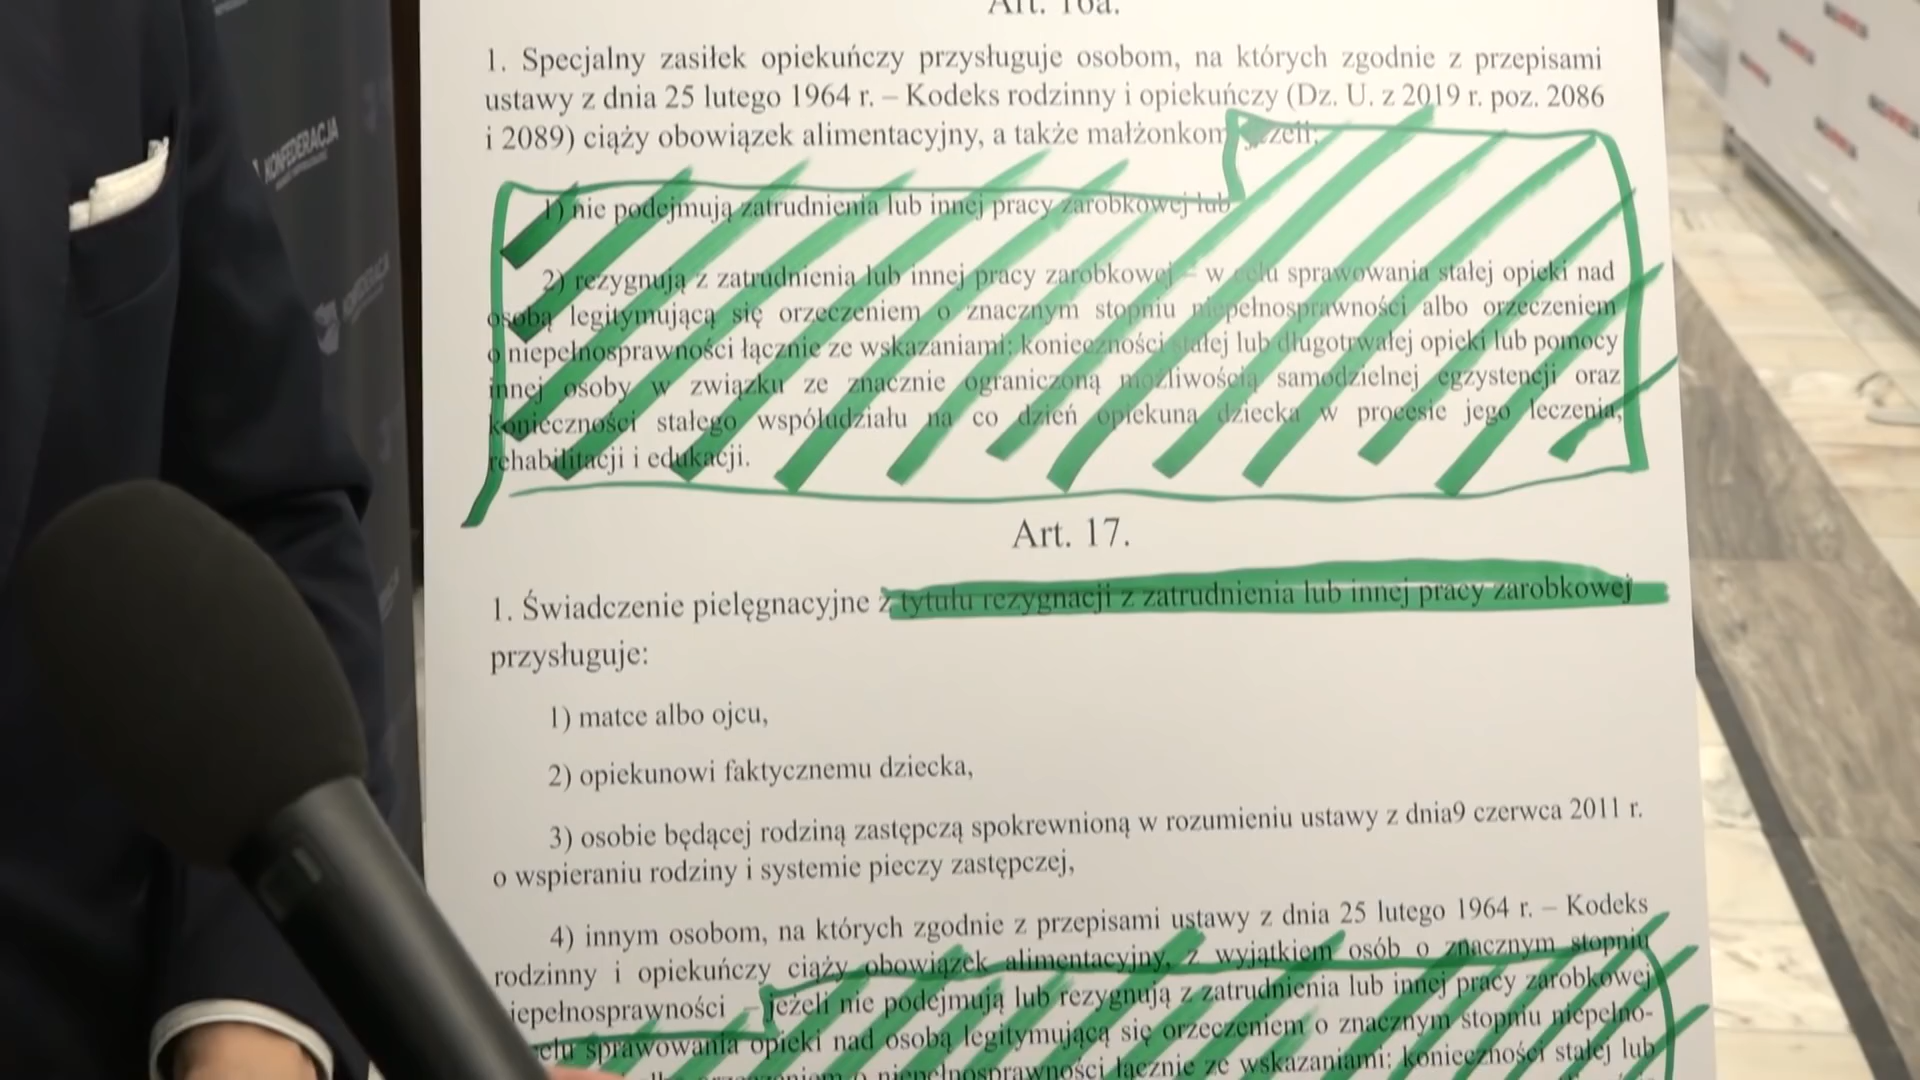 Art. 16a.
1. Specjalny zasiłek opiekuńczy przysługuje osobom, na których zgodnie z przepisami
ustawy z dnia 25 lutego 1964 r. – Kodeks rodzinny i opiekuńczy (Dz. U. z 2019 r. poz. 2086
i 2089) ciąży obowiązek alimentacyjny, a także małżonkom, jeżeli:
1) nie podejmują zatrudnienia lub innej pracy zarobkowej lub
2) rezygnują z zatrudnienia lub innej pracy zarobkowej – w celu sprawowania stałej opieki nad
osobą legitymującą się orzeczeniem o znacznym stopniu niepełnosprawności albo orzeczeniem
o niepełnosprawności łącznie ze wskazaniami: konieczności stałej lub długotrwałej opieki lub pomocy
innej osoby w związku ze znacznie ograniczoną możliwością samodzielnej egzystencji oraz
konieczności stałego współudziału na co dzień opiekuna dziecka w procesie jego leczenia,
rehabilitacji i edukacji.
Art. 17.
1. Świadczenie pielęgnacyjne z tytułu rezygnacji z zatrudnienia lub innej pracy zarobkowej
przysługuje:
1) matce albo ojcu,
2) opiekunowi faktycznemu dziecka,
3) osobie będącej rodziną zastępczą spokrewnioną w rozumieniu ustawy z dnia9 czerwca 2011 r.
o wspieraniu rodziny i systemie pieczy zastępczej,
4) innym osobom, na których zgodnie z przepisami ustawy z dnia 25 lutego 1964 r. – Kodeks
rodzinny i opiekuńczy ciąży obowiązek alimentacyjny, z wyjątkiem osób o znacznym stopniu
iepełnosprawności – jeżeli nie podejmują lub rezygnują z zatrudnienia lub innej pracy zarobkowej
celu sprawowania opieki nad osobą legitymującą się orzeczeniem o znacznym stopniu niepełno-
o niepełnosprawności łącznie ze wskazaniami: konieczności stałej lub
KONFEDERACJA
KONFEDERACJA